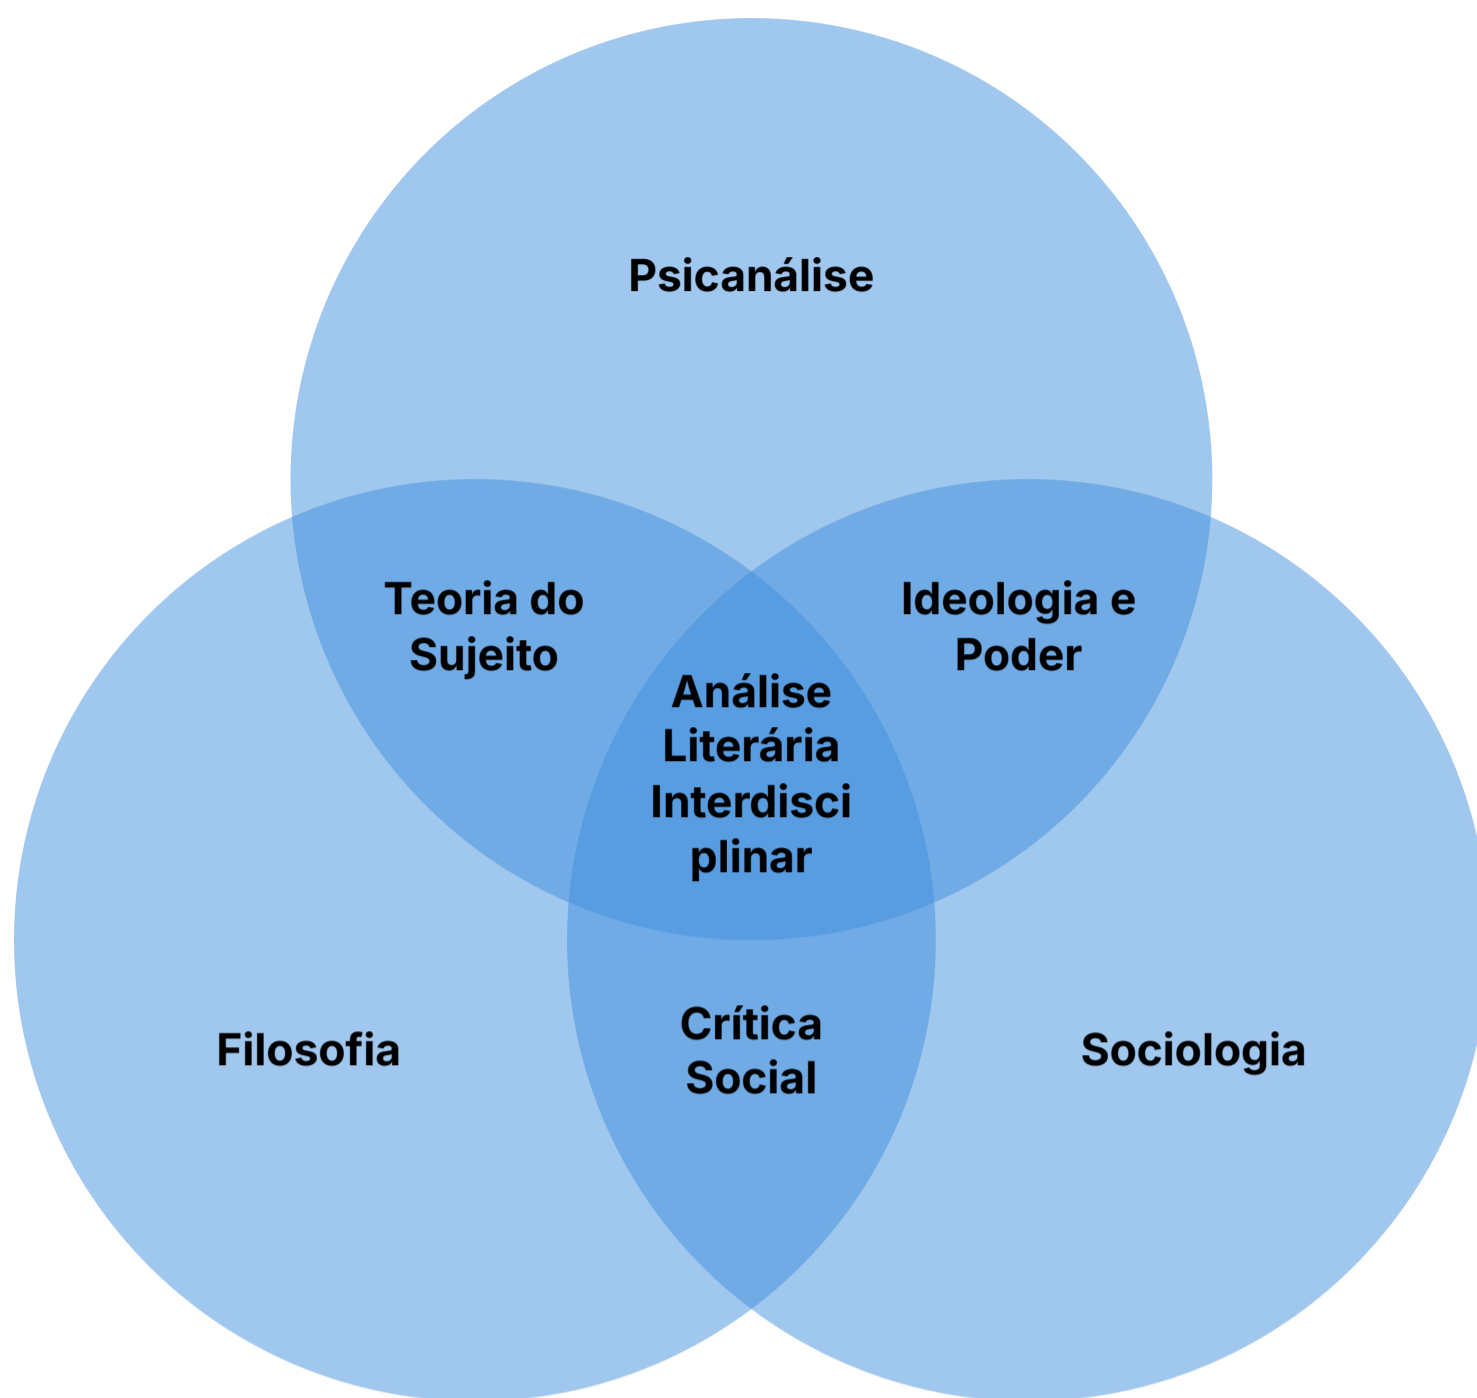 Psicanálise
Teoria do
Sujeito
Ideologia e
Poder
Análise
Literária
Interdisci
plinar
Filosofia
Crítica
Social
Sociologia